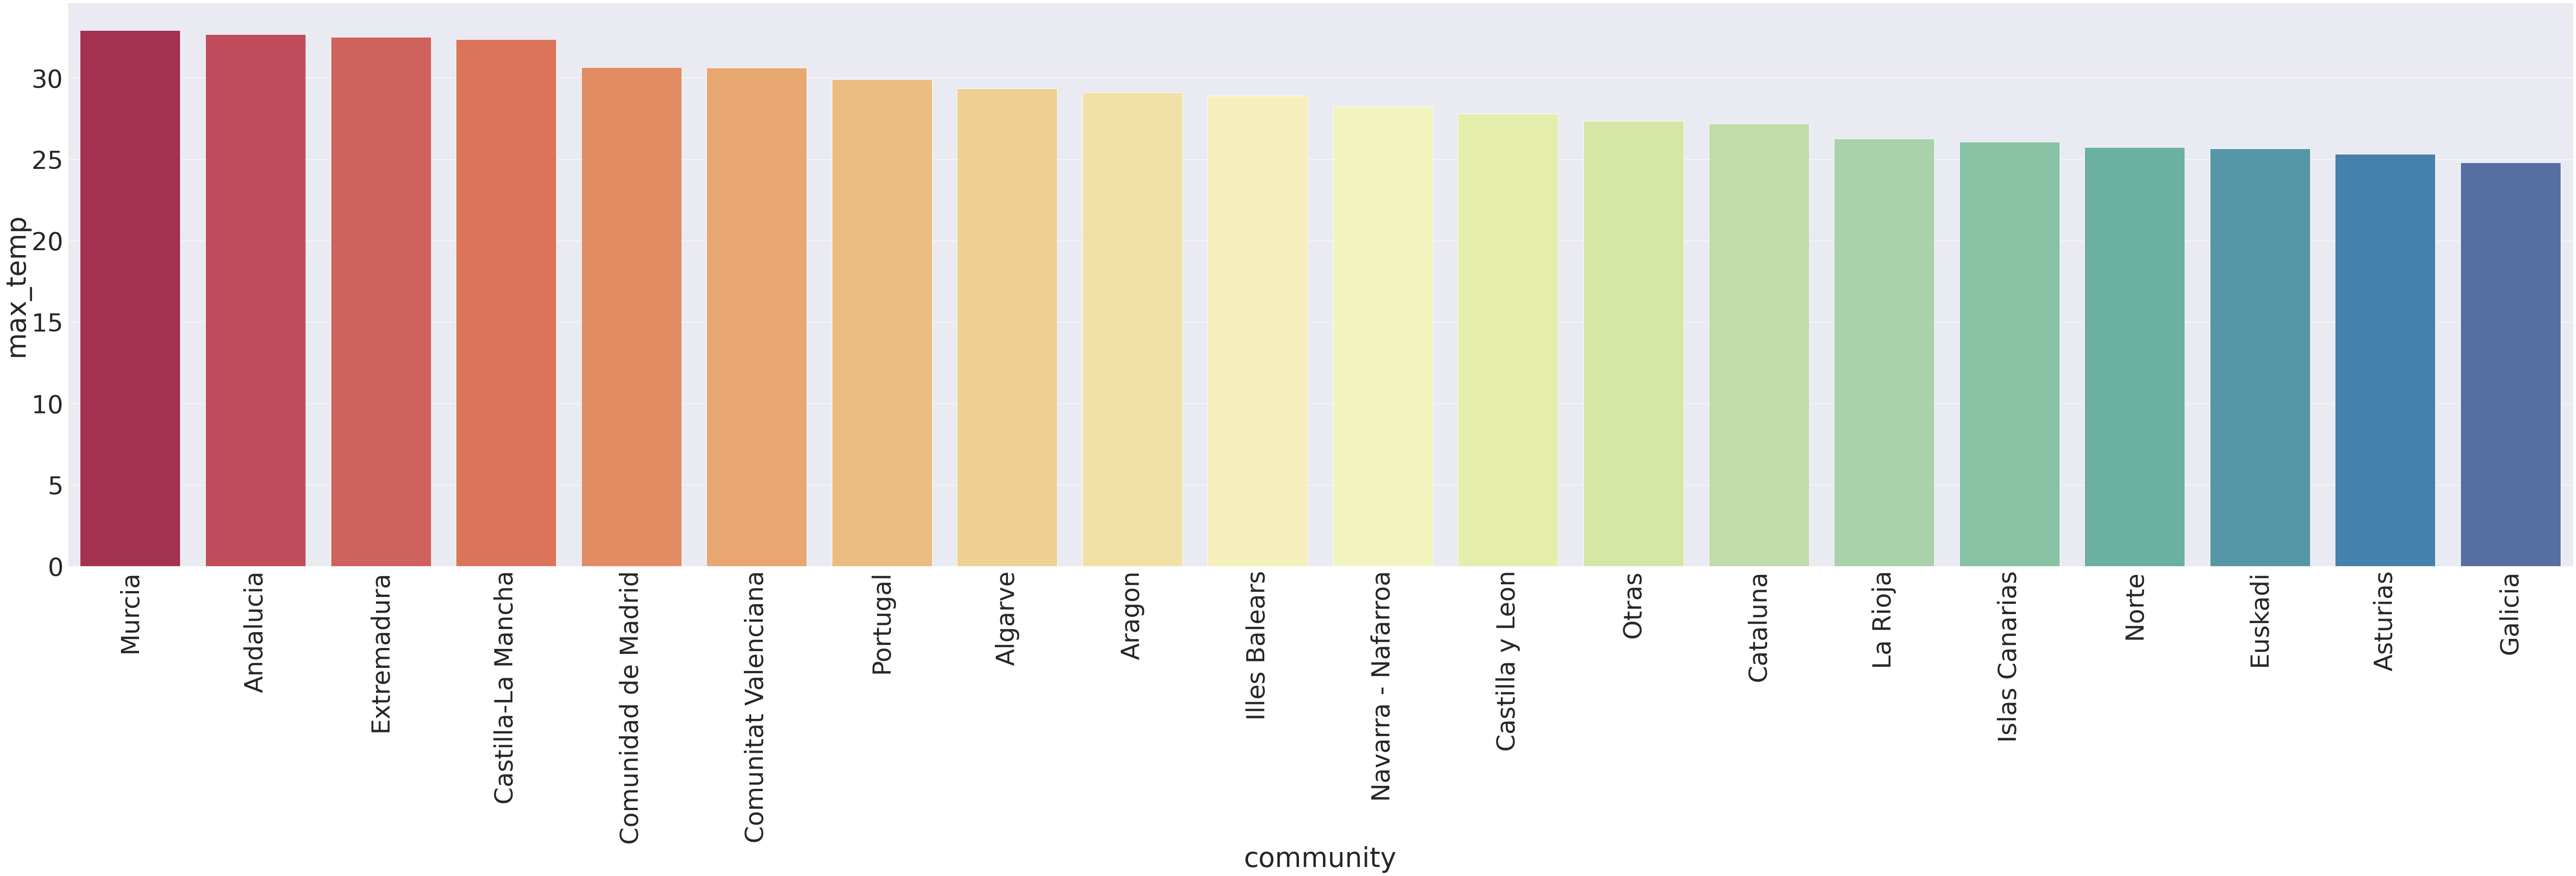 max_temp
30
25
20
15
10
5
0
Murcia
Andalucia
Extremadura
Castilla-La Mancha
Comunidad de Madrid
Comunitat Valenciana
Portugal
Algarve
Aragon
Illes Balears
Navarra - Nafarroa
Castilla y Leon
Otras
Cataluna
La Rioja
Islas Canarias
Norte
Euskadi
Asturias
Galicia
community